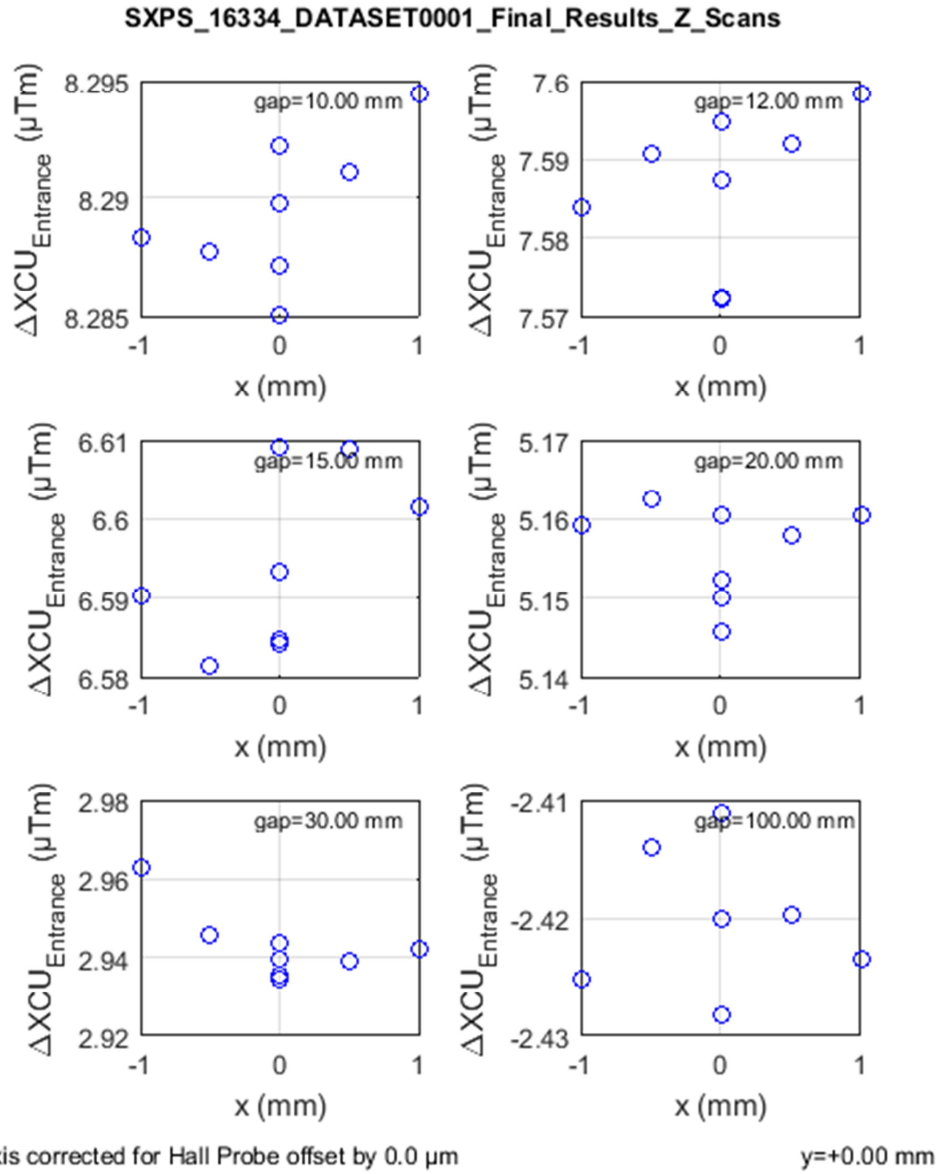 SXPS_16334_DATASET0001_Final_Results_Z_Scans
ΔXCU_Entrance (µTm)
8.295
8.29
8.285
gap=10.00 mm
-1 0 1
x (mm)
ΔXCU_Entrance (µTm)
7.6
7.59
7.58
7.57
gap=12.00 mm
-1 0 1
x (mm)
ΔXCU_Entrance (µTm)
6.61
6.6
6.59
6.58
gap=15.00 mm
-1 0 1
x (mm)
ΔXCU_Entrance (µTm)
5.17
5.16
5.15
5.14
gap=20.00 mm
-1 0 1
x (mm)
ΔXCU_Entrance (µTm)
2.98
2.96
2.94
2.92
gap=30.00 mm
-1 0 1
x (mm)
ΔXCU_Entrance (µTm)
-2.41
-2.42
-2.43
gap=100.00 mm
-1 0 1
x (mm)
is corrected for Hall Probe offset by 0.0 µm
y=+0.00 mm